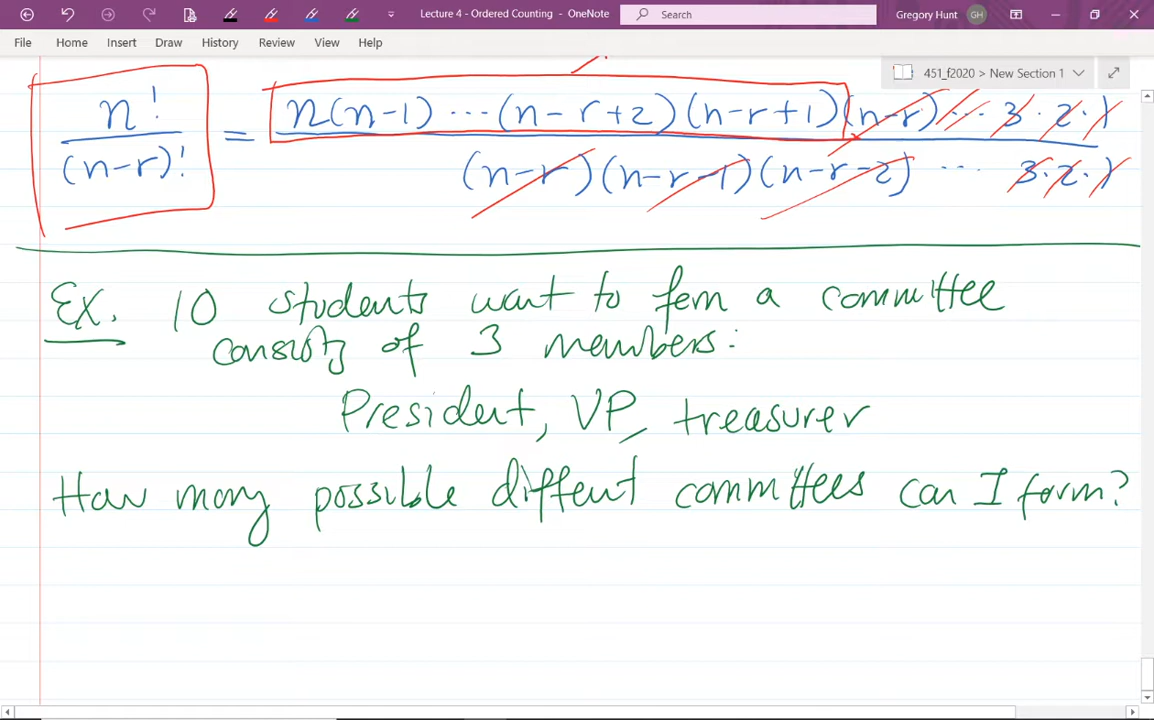 Lecture 4 - Ordered Counting - OneNote
Search
Gregory Hunt GH
File Home Insert Draw History Review View Help
451_f2020 > New Section 1
n! / (n-r)! = n(n-1) ... (n-r+2)(n-r+1)(n-r) ... 3·2·1 / (n-r)(n-r-1)(n-r-2) ... 3·2·1
Ex. 10 students want to form a committee
consists of 3 members:
President, VP, treasurer
How many possible different committees can I form?